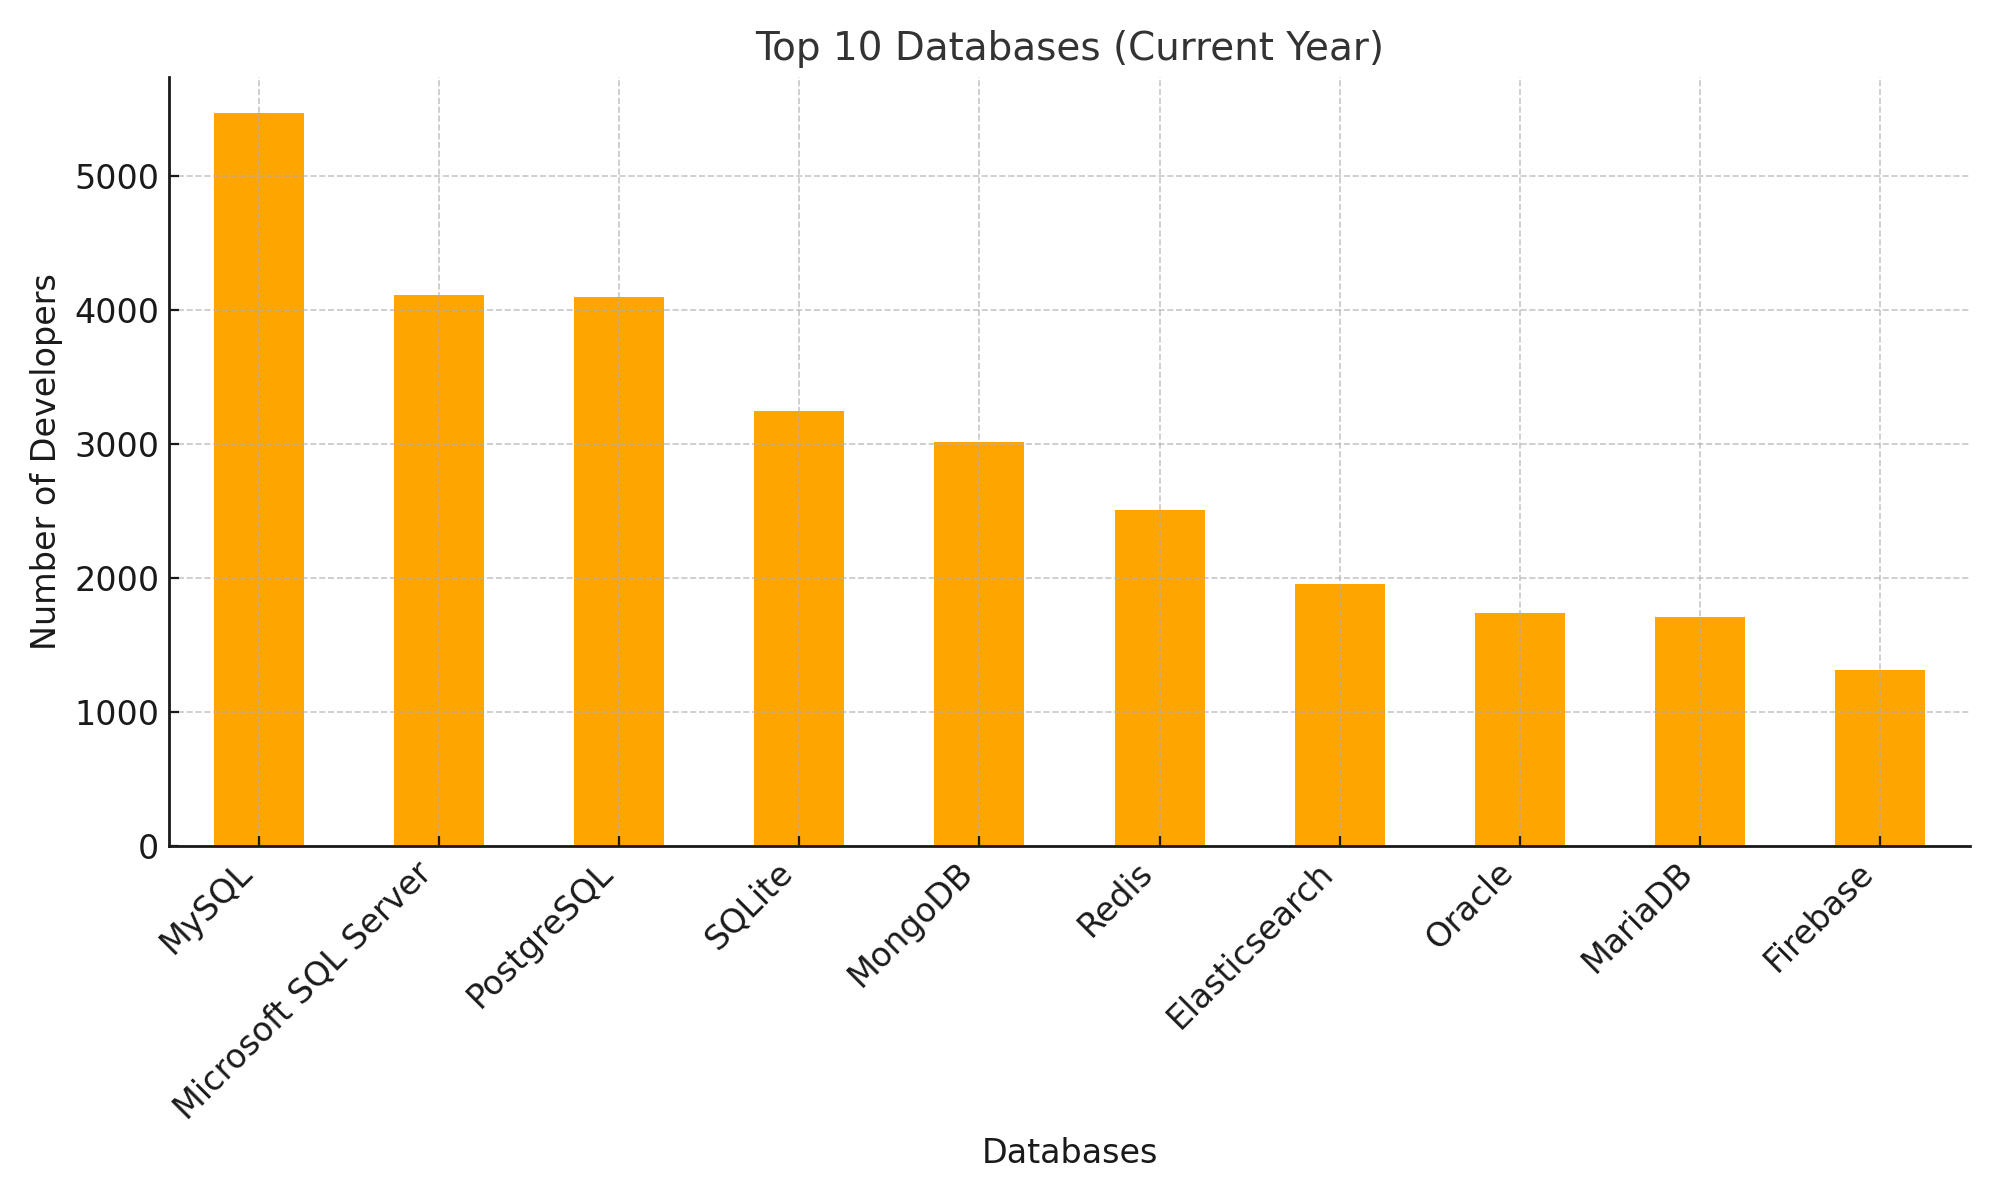 Top 10 Databases (Current Year)
Number of Developers
5000
4000
3000
2000
1000
0
MySQL
Microsoft SQL Server
PostgreSQL
SQLite
MongoDB
Redis
Elasticsearch
Oracle
MariaDB
Firebase
Databases